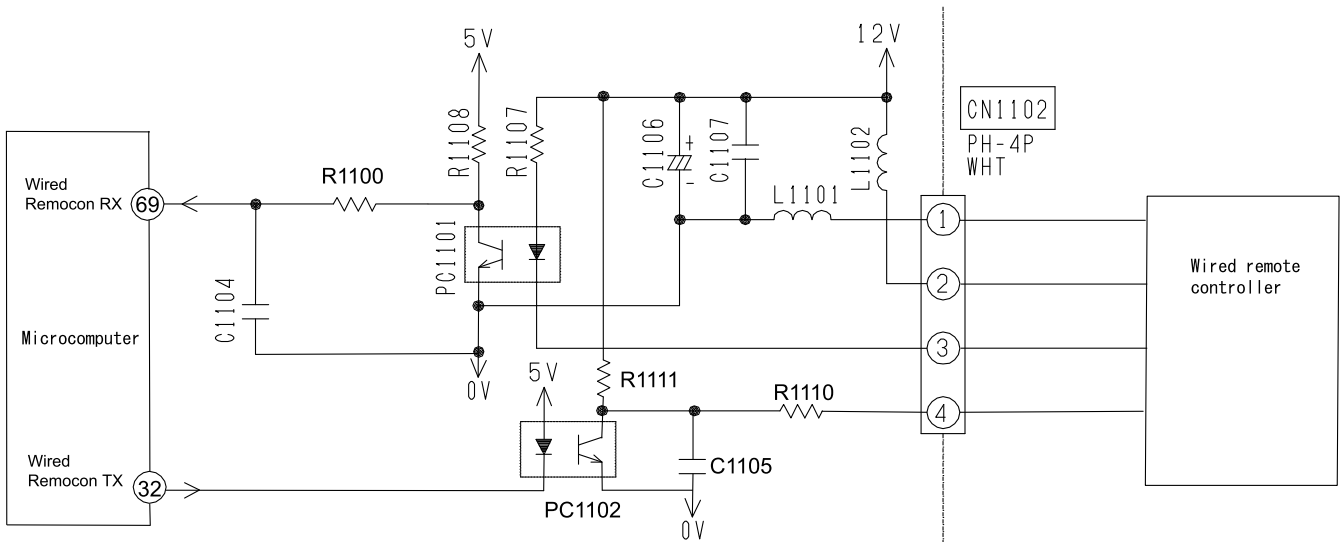 5V
12V
R1108
R1107
C1106
+
-
C1107
L1102
CN1102
PH-4P
WHT
Wired
Remocon RX
69
R1100
L1101
1
PC1101
2
Wired remote
controller
C1104
Microcomputer
3
0V
5V
R1111
R1110
4
Wired
Remocon TX
32
C1105
PC1102
0V